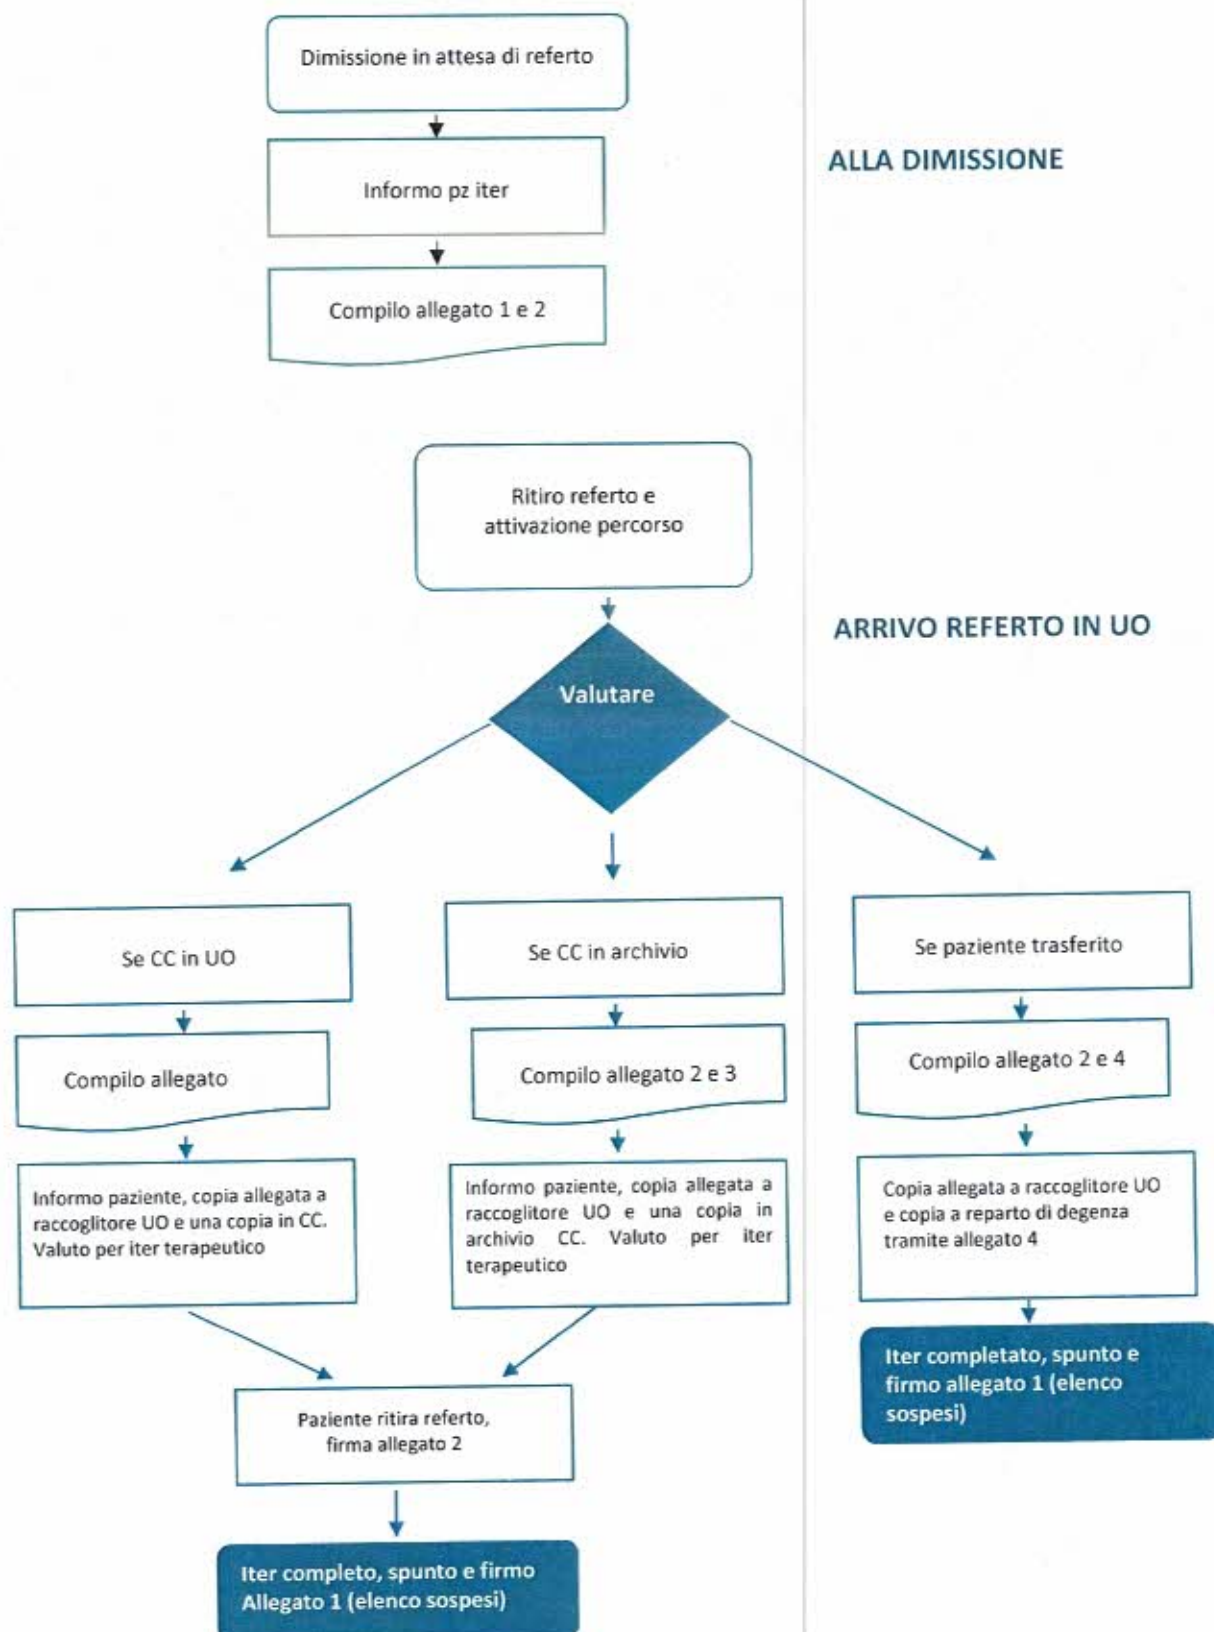 Dimissione in attesa di referto
ALLA DIMISSIONE
Informo pz iter
Compilo allegato 1 e 2
Ritiro referto e
attivazione percorso
ARRIVO REFERTO IN UO
Valutare
Se CC in UO
Compilo allegato
Informo paziente, copia allegata a
raccoglitore UO e una copia in CC.
Valuto per iter terapeutico
Se CC in archivio
Compilo allegato 2 e 3
Informo paziente, copia allegata a
raccoglitore UO e una copia in
archivio CC. Valuto per iter
terapeutico
Se paziente trasferito
Compilo allegato 2 e 4
Copia allegata a raccoglitore UO
e copia a reparto di degenza
tramite allegato 4
Iter completato, spunto e
firmo allegato 1 (elenco
sospesi)
Paziente ritira referto,
firma allegato 2
Iter completo, spunto e firmo
Allegato 1 (elenco sospesi)